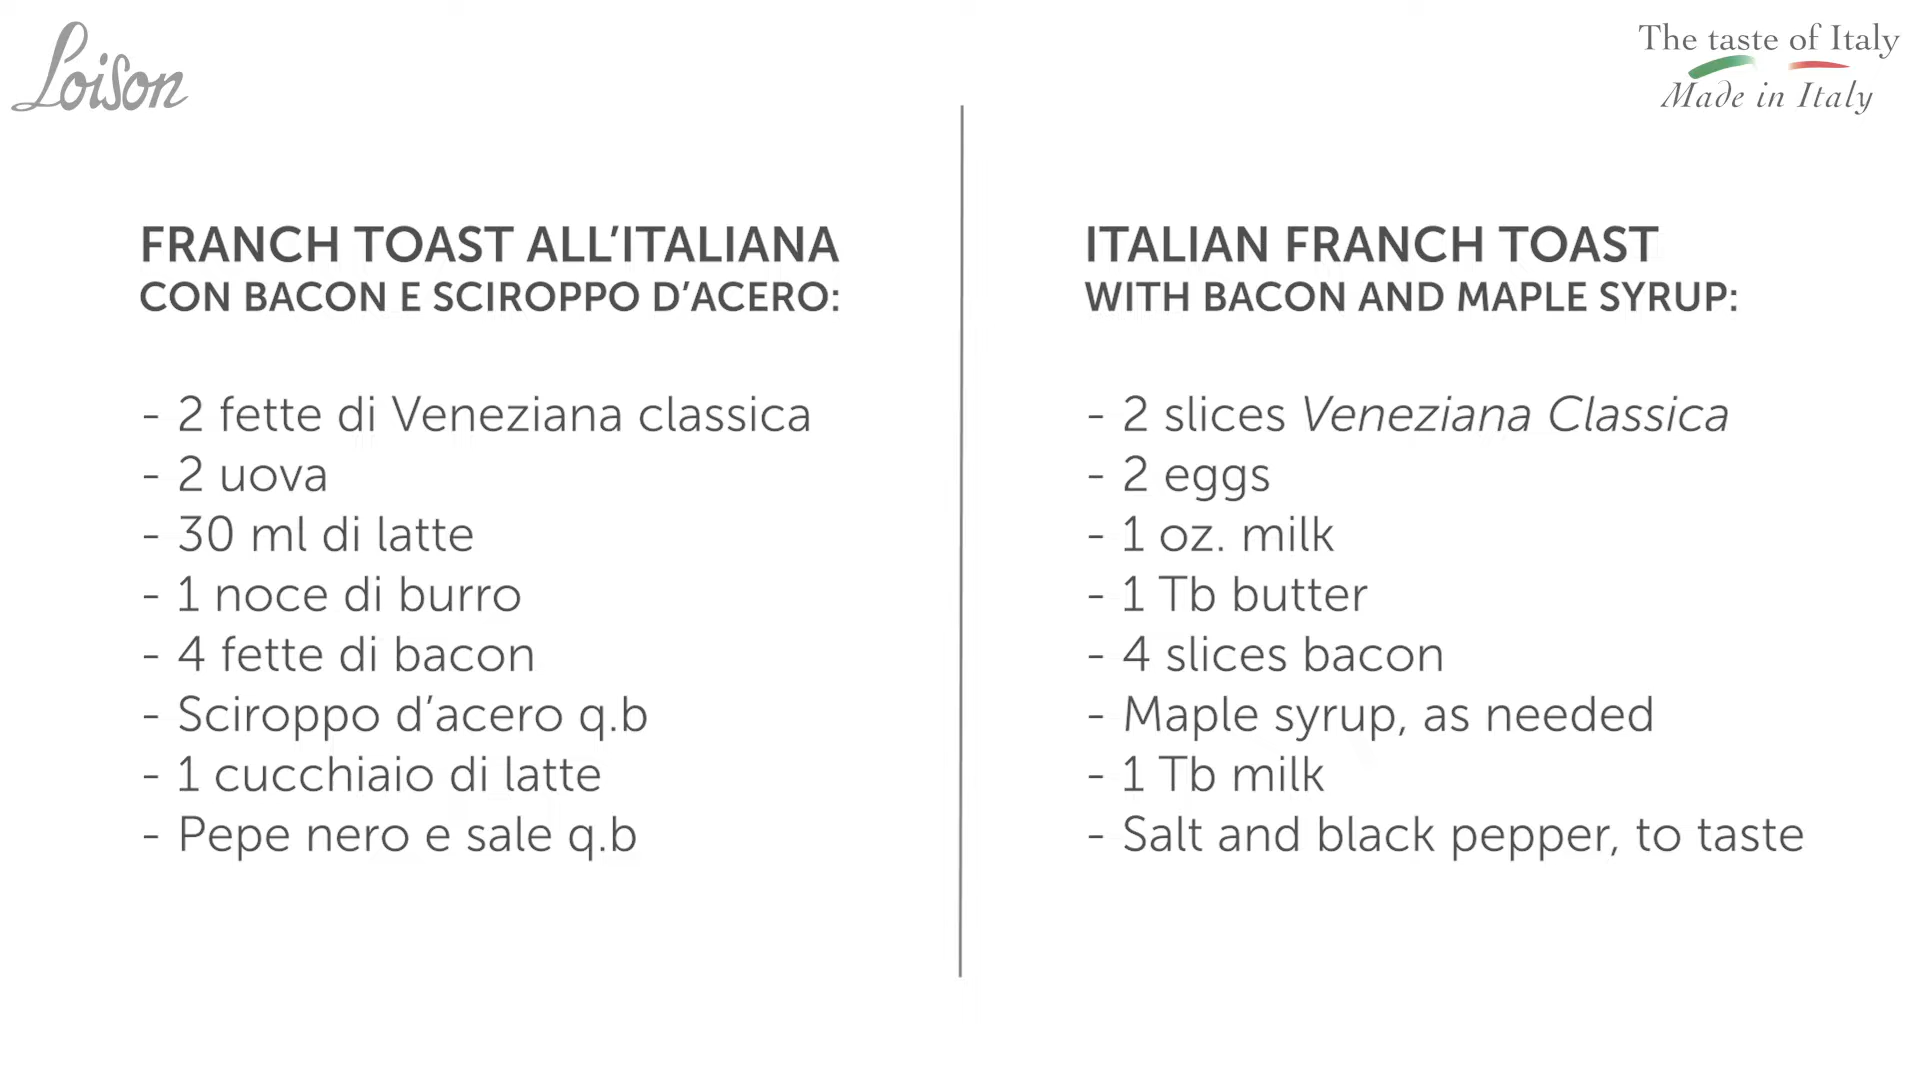 Loison
The taste of Italy
Made in Italy
FRANCH TOAST ALL’ITALIANA
CON BACON E SCIROPPO D’ACERO:
- 2 fette di Veneziana classica
- 2 uova
- 30 ml di latte
- 1 noce di burro
- 4 fette di bacon
- Sciroppo d’acero q.b
- 1 cucchiaio di latte
- Pepe nero e sale q.b
ITALIAN FRANCH TOAST
WITH BACON AND MAPLE SYRUP:
- 2 slices Veneziana Classica
- 2 eggs
- 1 oz. milk
- 1 Tb butter
- 4 slices bacon
- Maple syrup, as needed
- 1 Tb milk
- Salt and black pepper, to taste